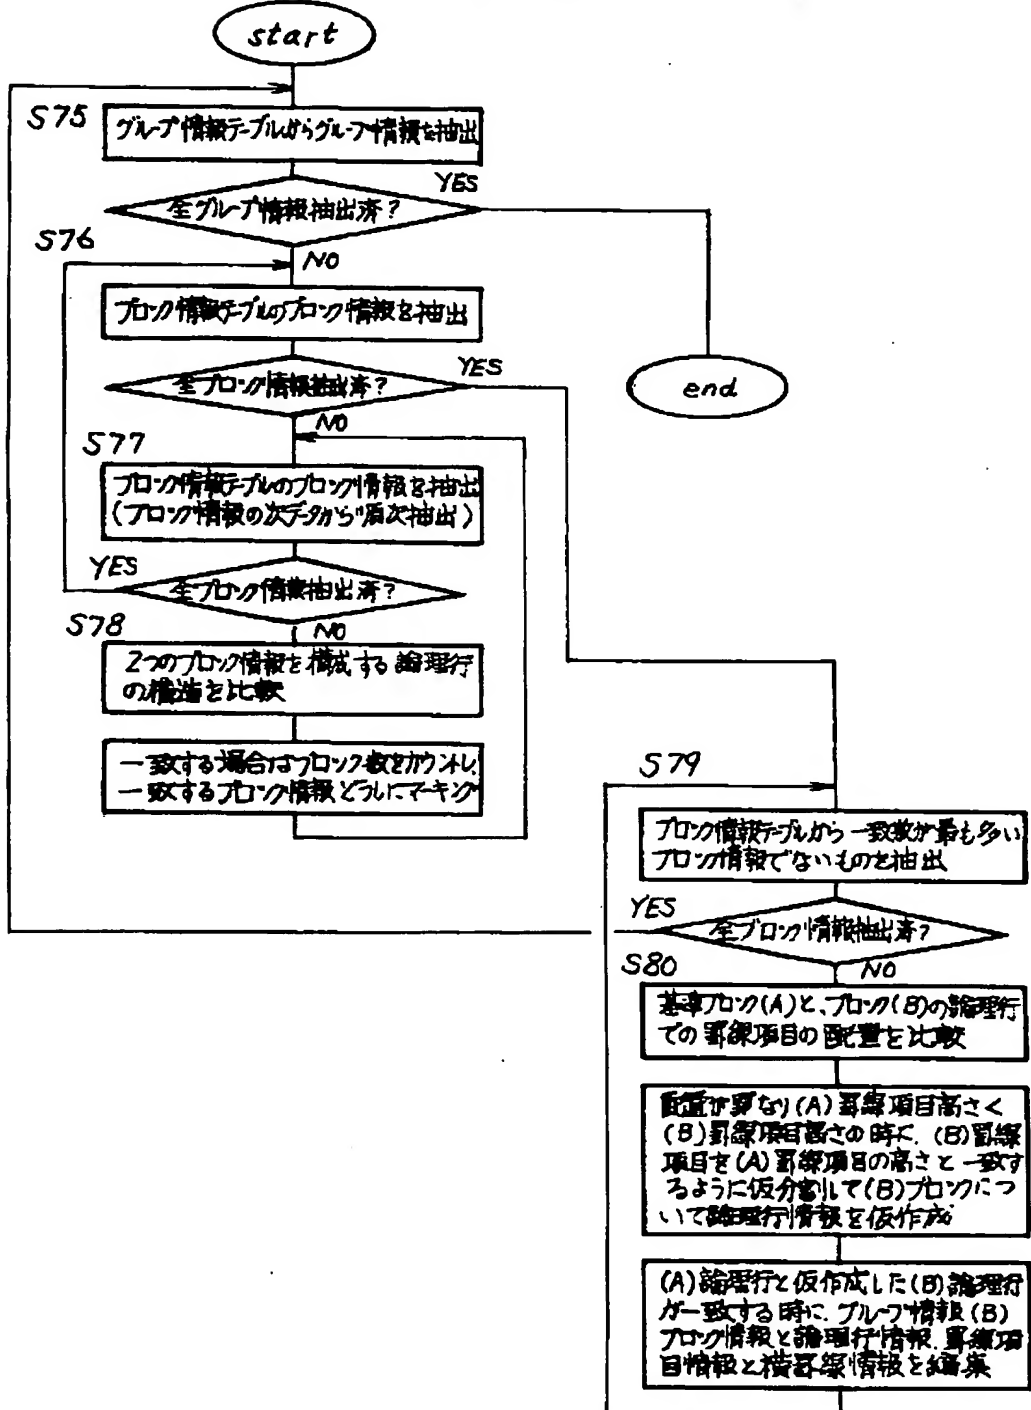 start
S75
グループ情報テーブルからグループ情報を抽出
YES
全グループ情報抽出済?
S76
NO
ブロック情報テーブルのブロック情報を抽出
YES
全ブロック情報抽出済?
end
NO
S77
ブロック情報テーブルのブロック情報を抽出
(ブロック情報の次データから順次抽出)
YES
全ブロック情報抽出済?
S78
NO
2つのブロック情報を構成する論理行
の構造を比較
一致する場合はブロック数をカウントし、
一致するブロック情報どうしにマーキング
S79
ブロック情報テーブルから一致数が最も多い
ブロック情報でないものを抽出
YES
全ブロック情報抽出済?
S80
NO
基準ブロック(A)と、ブロック(B)の論理行
での罫線項目の配置を比較
配置が異なり(A)罫線項目高さ<
(B)罫線項目高さの時に、(B)罫線
項目を(A)罫線項目の高さと一致す
るように仮分割して(B)ブロックにつ
いて論理行情報を仮作成
(A)論理行と仮作成した(B)論理行
が一致する時に、グループ情報(B)
ブロック情報と論理行情報、罫線項
目情報と横罫線情報を編集